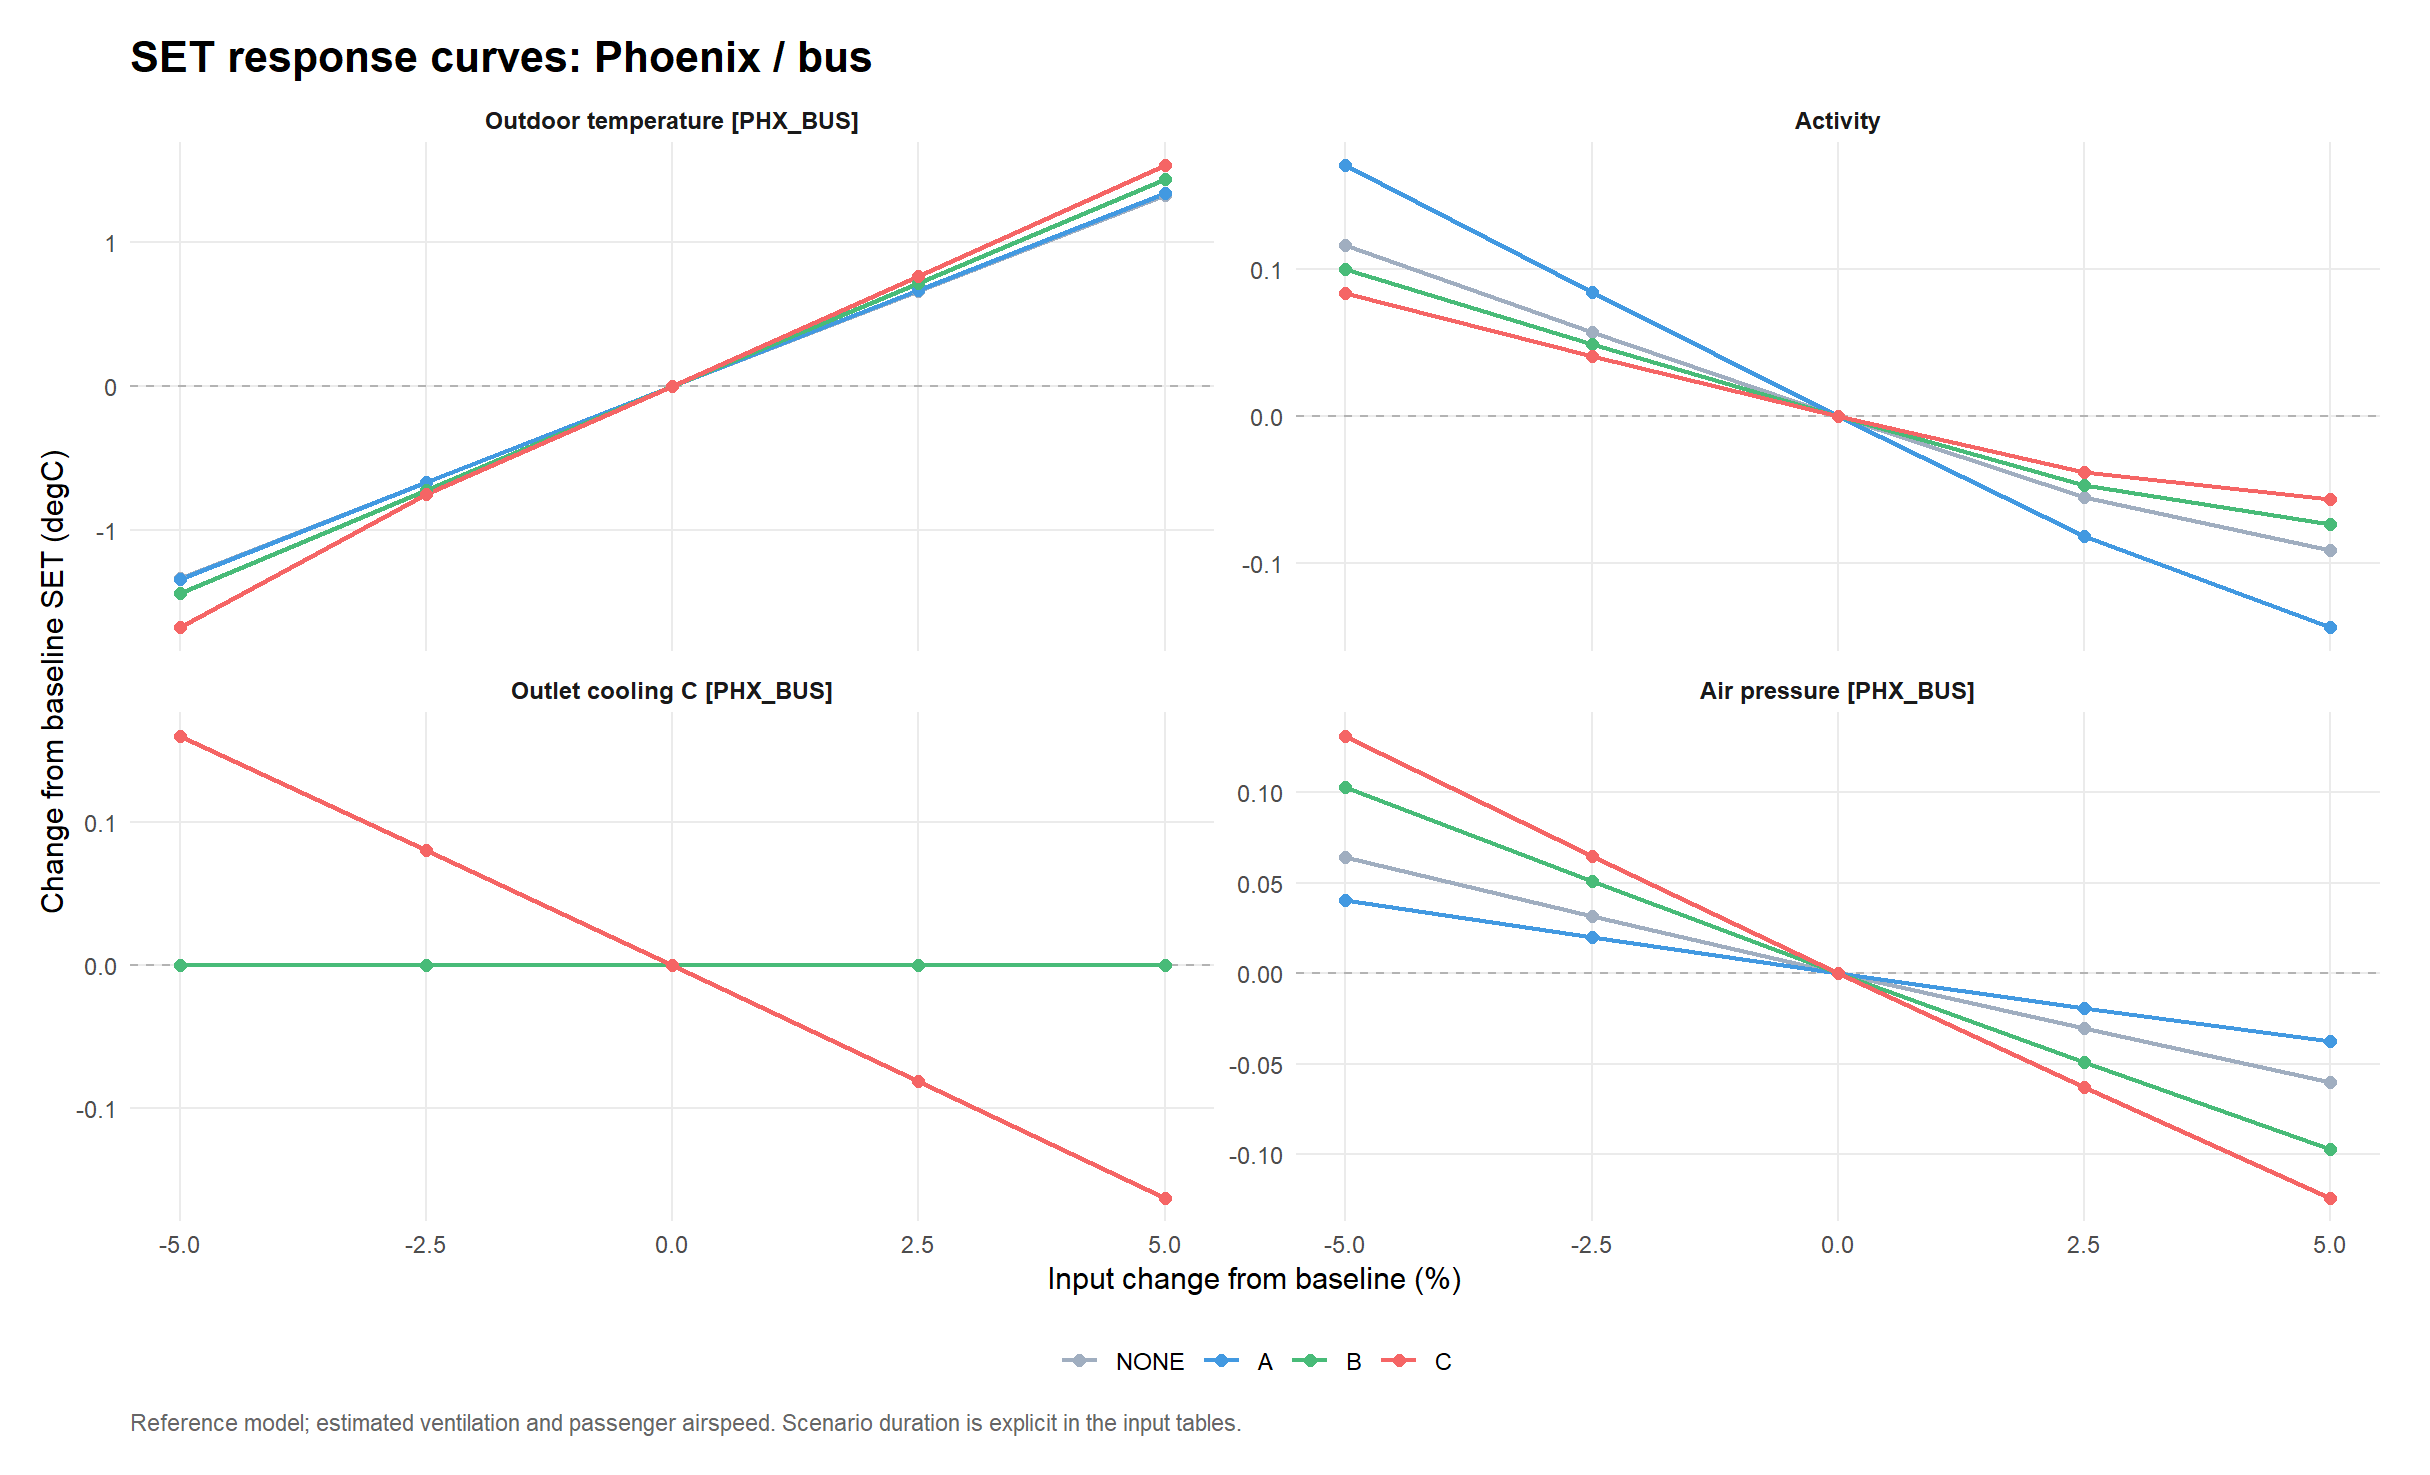 SET response curves: Phoenix / bus
Outdoor temperature [PHX_BUS]
Activity
1
0
-1
0.1
0.0
-0.1
Change from baseline SET (degC)
Outlet cooling C [PHX_BUS]
Air pressure [PHX_BUS]
0.1
0.0
-0.1
0.10
0.05
0.00
-0.05
-0.10
-5.0 -2.5 0.0 2.5 5.0
-5.0 -2.5 0.0 2.5 5.0
Input change from baseline (%)
NONE A B C
Reference model; estimated ventilation and passenger airspeed. Scenario duration is explicit in the input tables.